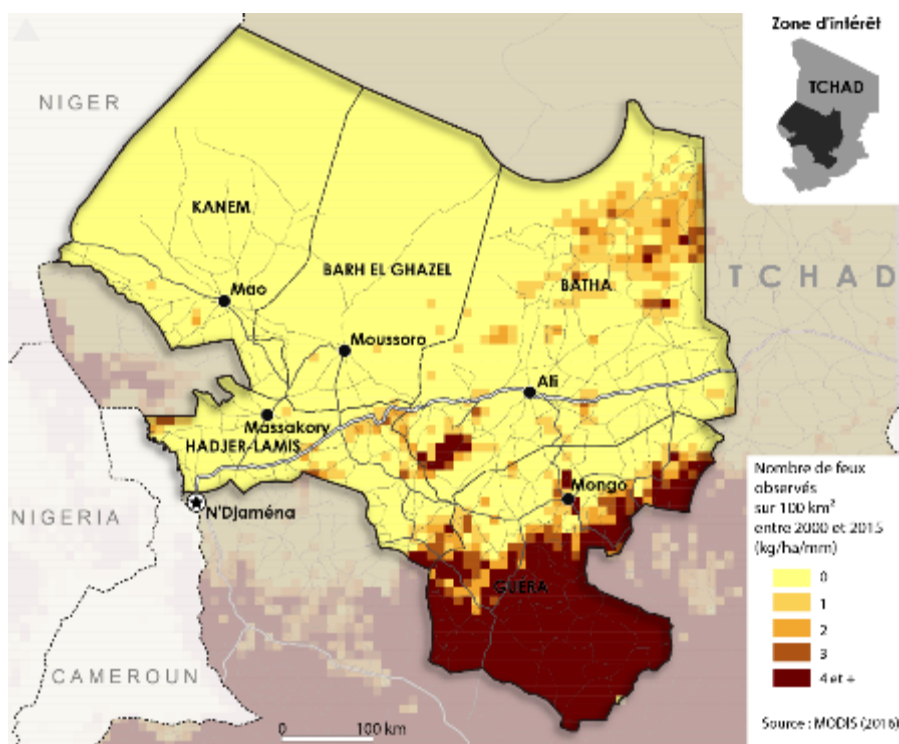 Zone d'intérêt
TCHAD
NIGER
KANEM
BARH EL GHAZEL
BATHA
TCHAD
Mao
Moussoro
Ali
Massakory
HADJER-LAMIS
Mongo
N'Djaména
NIGERIA
GUERA
CAMEROUN
0 100 km
Nombre de feux
observés
sur 100 km²
entre 2000 et 2015
(kg/ha/mm)
0
1
2
3
4 et +
Source : MODIS (2016)